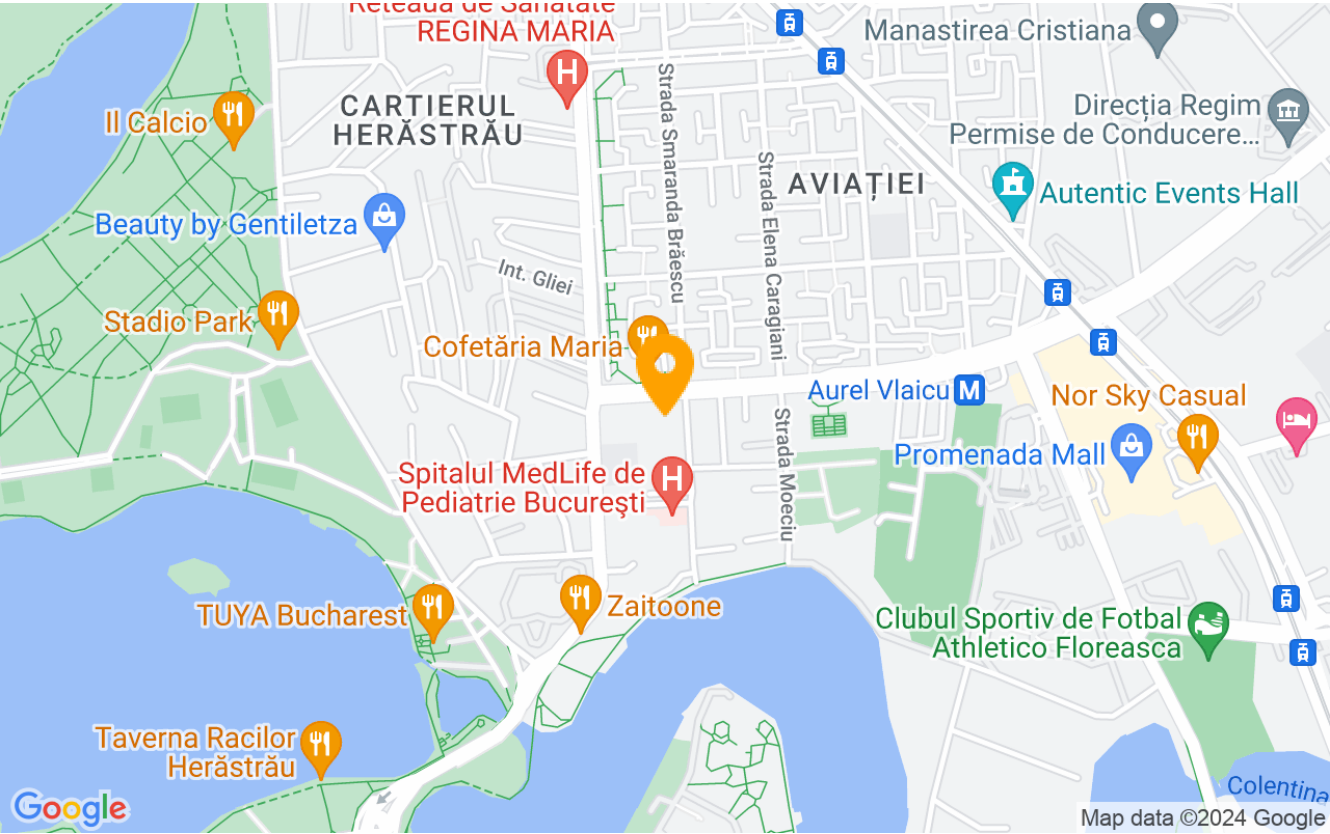 Rețeaua de Sănătate
REGINA MARIA
Manastirea Cristiana
CARTIERUL
HERĂSTRĂU
Il Calcio
Direcția Regim
Permise de Conducere...
Strada Smaranda Brăescu
Strada Elena Caragiani
AVIAȚIEI
Autentic Events Hall
Beauty by Gentiletza
Int. Gliei
Stadio Park
Cofetăria Maria
Aurel Vlaicu
M
Nor Sky Casual
Strada Moeciu
Promenada Mall
Spitalul MedLife de
Pediatrie Bucureşti
H
H
TUYA Bucharest
Zaitoone
Clubul Sportiv de Fotbal
Athletico Floreasca
Taverna Racilor
Herăstrău
Colentina
Google
Map data ©2024 Google